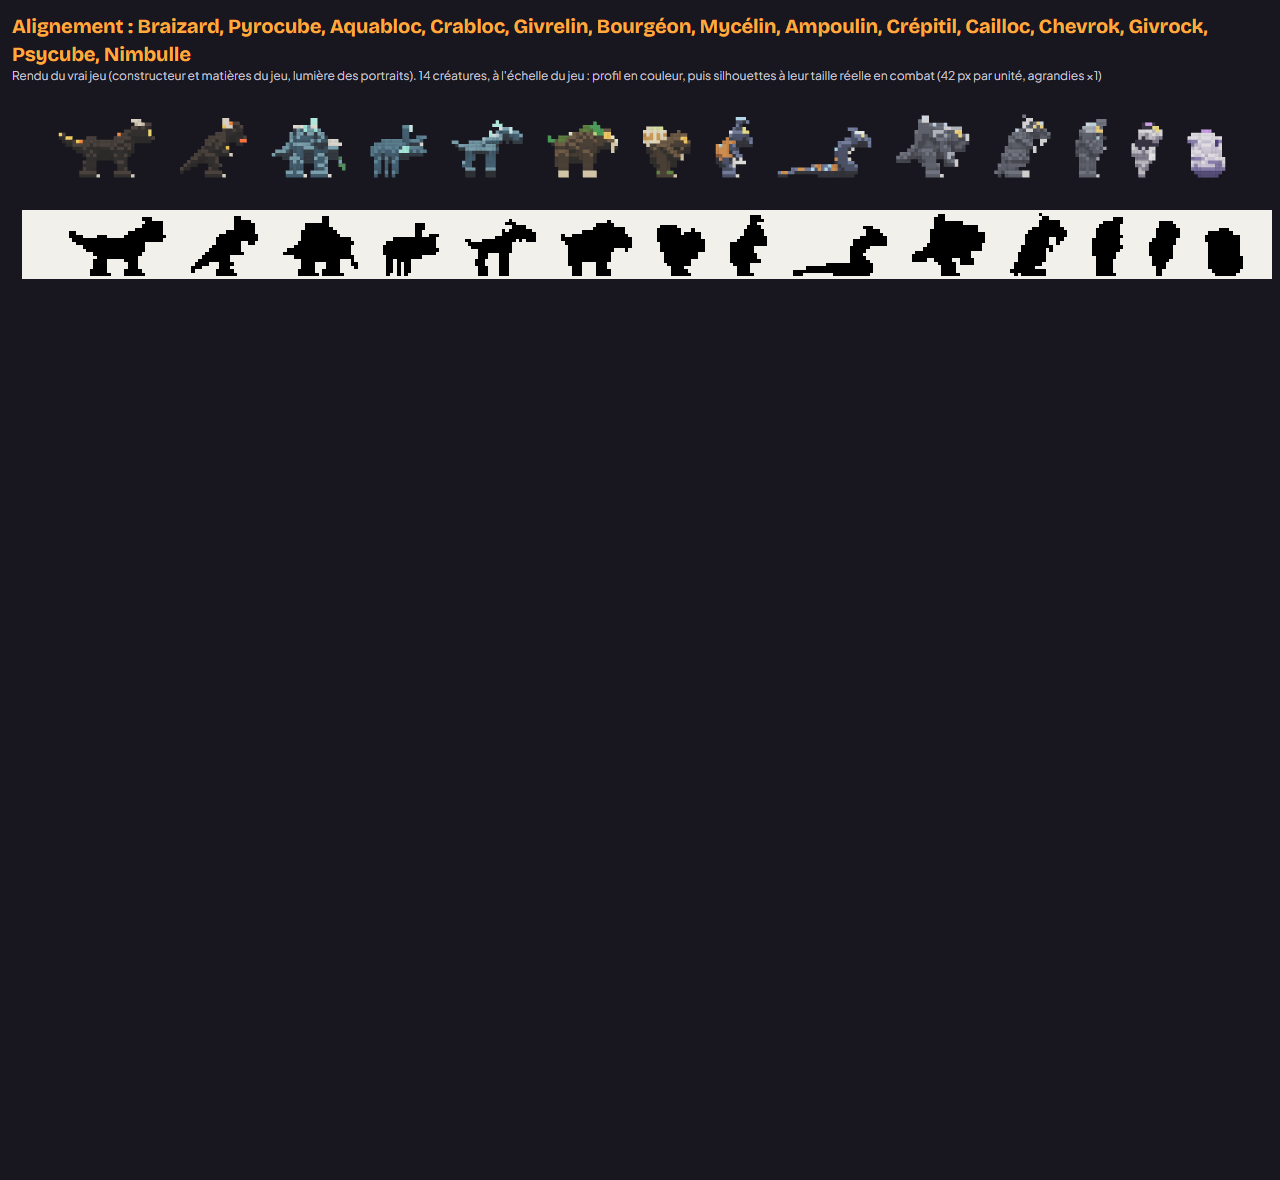 Alignement : Braizard, Pyrocube, Aquabloc, Crabloc, Givrelin, Bourgéon, Mycélin, Ampoulin, Crépitil, Cailloc, Chevrok, Givrock,
Psycube, Nimbulle
Rendu du vrai jeu (constructeur et matières du jeu, lumière des portraits). 14 créatures, à l'échelle du jeu : profil en couleur, puis silhouettes à leur taille réelle en combat (42 px par unité, agrandies ×1)